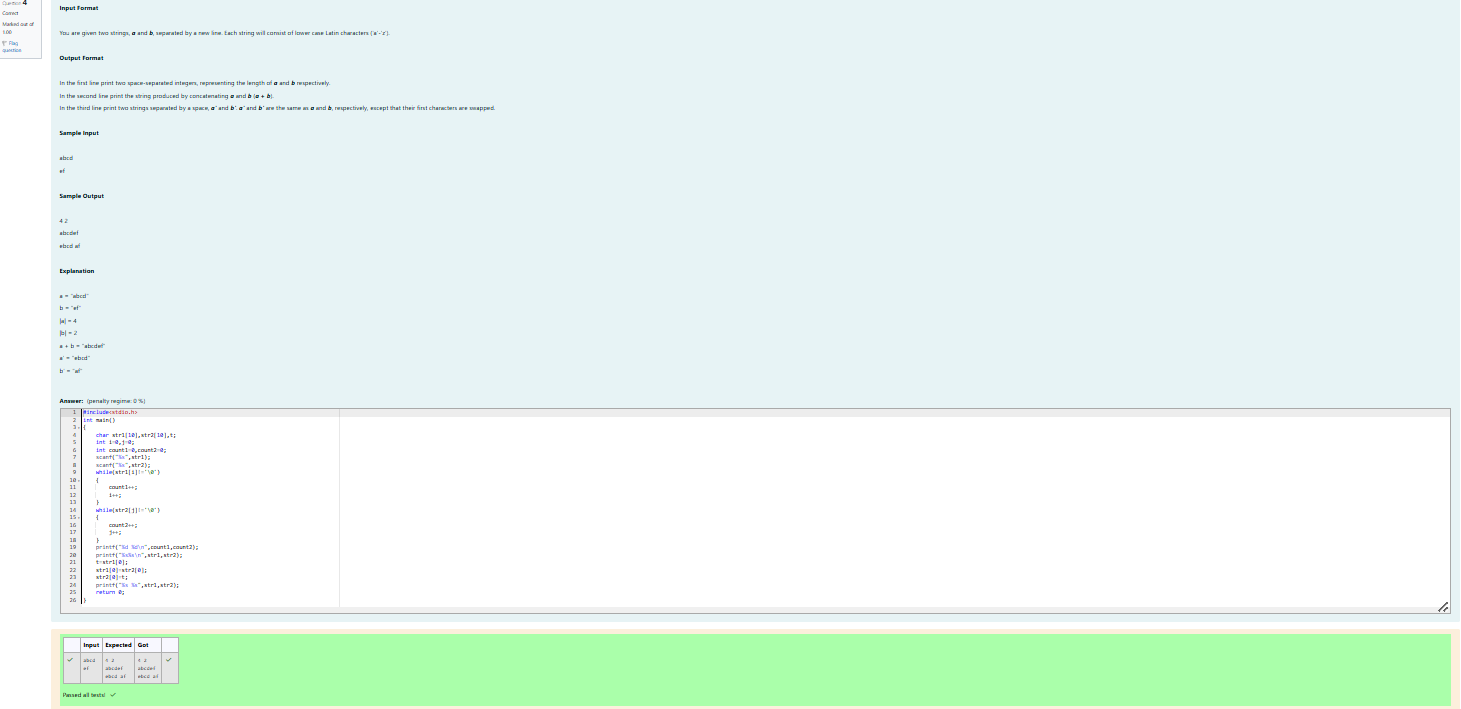 Question 4
Correct
Marked out of
1.00
Flag
question
Input Format
You are given two strings, a and b, separated by a new line. Each string will consist of lower case Latin characters ('a'-'z').
Output Format
In the first line print two space-separated integers, representing the length of a and b respectively.
In the second line print the string produced by concatenating a and b (a + b).
In the third line print two strings separated by a space, a' and b'. a' and b' are the same as a and b, respectively, except that their first characters are swapped.
Sample Input
abcd
ef
Sample Output
4 2
abcdef
ebcd af
Explanation
a = "abcd"
b = "ef"
|a| = 4
|b| = 2
a + b = "abcdef"
a' = "ebcd"
b' = "af"
Answer: (penalty regime: 0 %)
1 #include<stdio.h>
2 int main()
3 {
4 char str1[10],str2[10],t;
5 int i=0,j=0;
6 int count1=0,count2=0;
7 scanf("%s",str1);
8 scanf("%s",str2);
9 while(str1[i]!='\0')
10 {
11 count1++;
12 i++;
13 }
14 while(str2[j]!='\0')
15 {
16 count2++;
17 j++;
18 }
19 printf("%d %d\n",count1,count2);
20 printf("%s%s\n",str1,str2);
21 t=str1[0];
22 str1[0]=str2[0];
23 str2[0]=t;
24 printf("%s %s",str1,str2);
25 return 0;
26 }
Input Expected Got
abcd 4 2 4 2
ef abcdef abcdef
ebcd af ebcd af
Passed all tests!